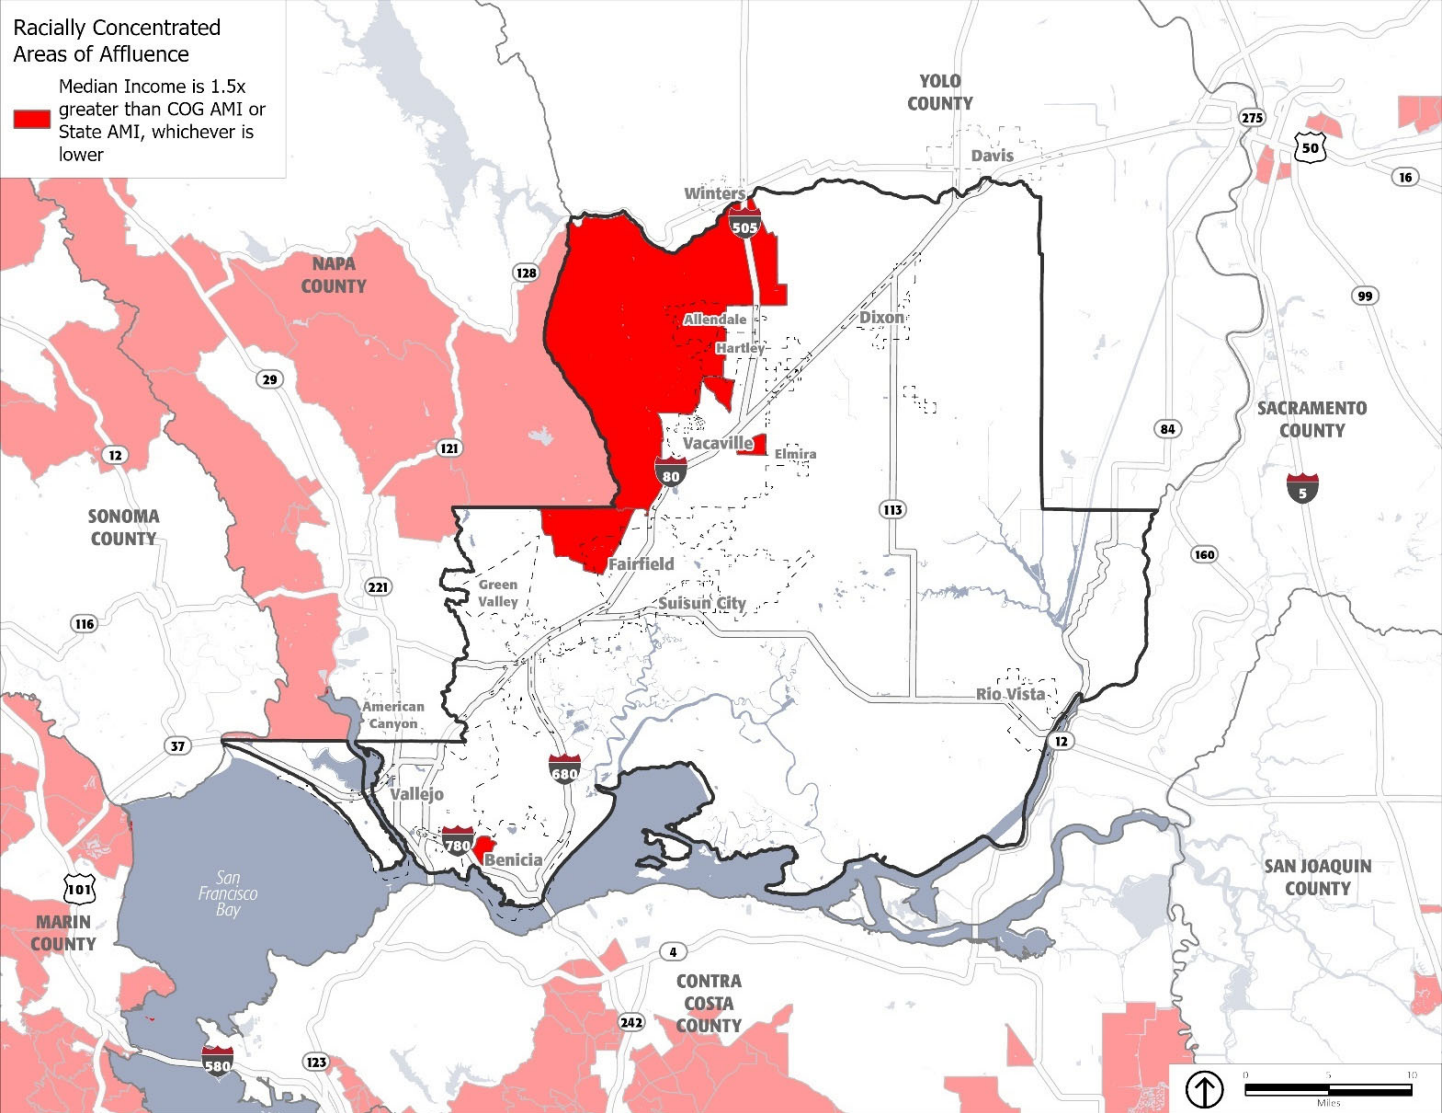 Racially Concentrated
Areas of Affluence
Median Income is 1.5x
greater than COG AMI or
State AMI, whichever is
lower
YOLO
COUNTY
275
50
Davis
16
Winters
505
NAPA
COUNTY
128
99
Allendale
Dixon
Hartley
29
SACRAMENTO
COUNTY
84
121
Vacaville
12
Elmira
80
5
SONOMA
COUNTY
113
160
Fairfield
221
Green
Valley
Suisun City
116
Rio Vista
American
Canyon
37
12
680
Vallejo
780
Benicia
San
Francisco
Bay
101
SAN JOAQUIN
COUNTY
MARIN
COUNTY
4
CONTRA
COSTA
COUNTY
242
580
123
0 5 10
Miles